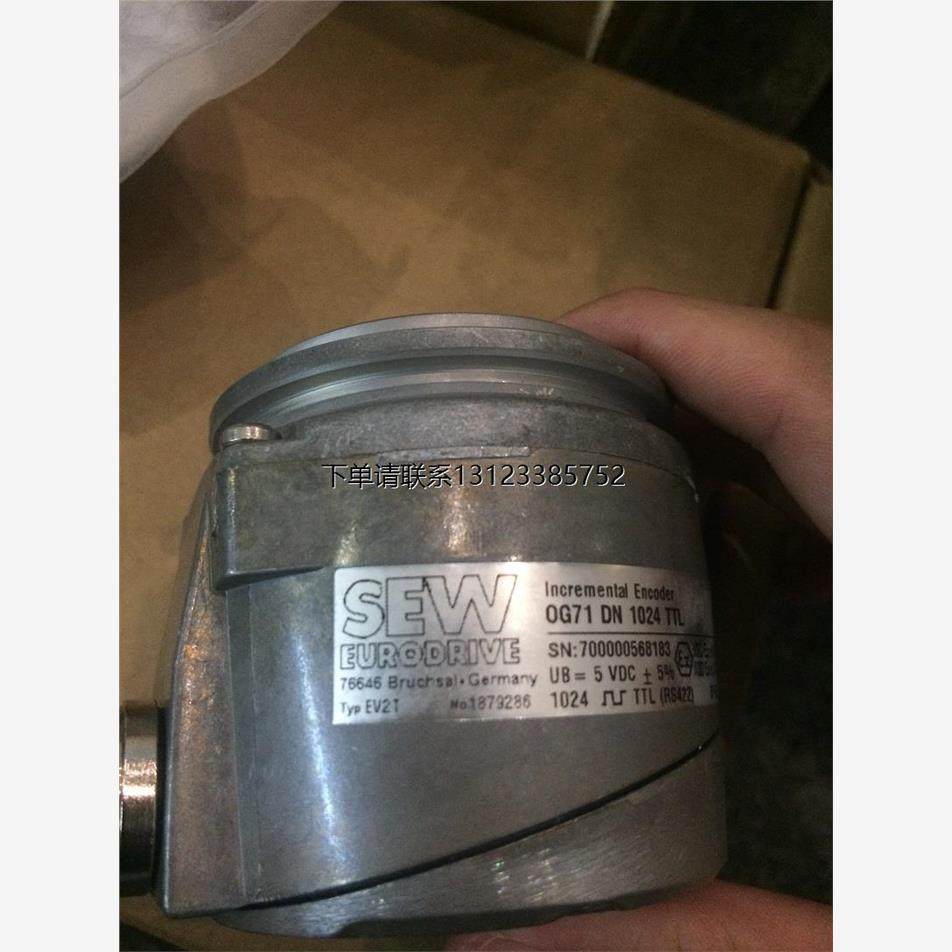 下单请联系13123385752
SEW
EURODRIVE
76646 Bruchsal • Germany
Typ EV2T No.1879286
Incremental Encoder
OG71 DN 1024 TTL
SN:700000568183
UB = 5 VDC ± 5%
1024 TTL (RS422)